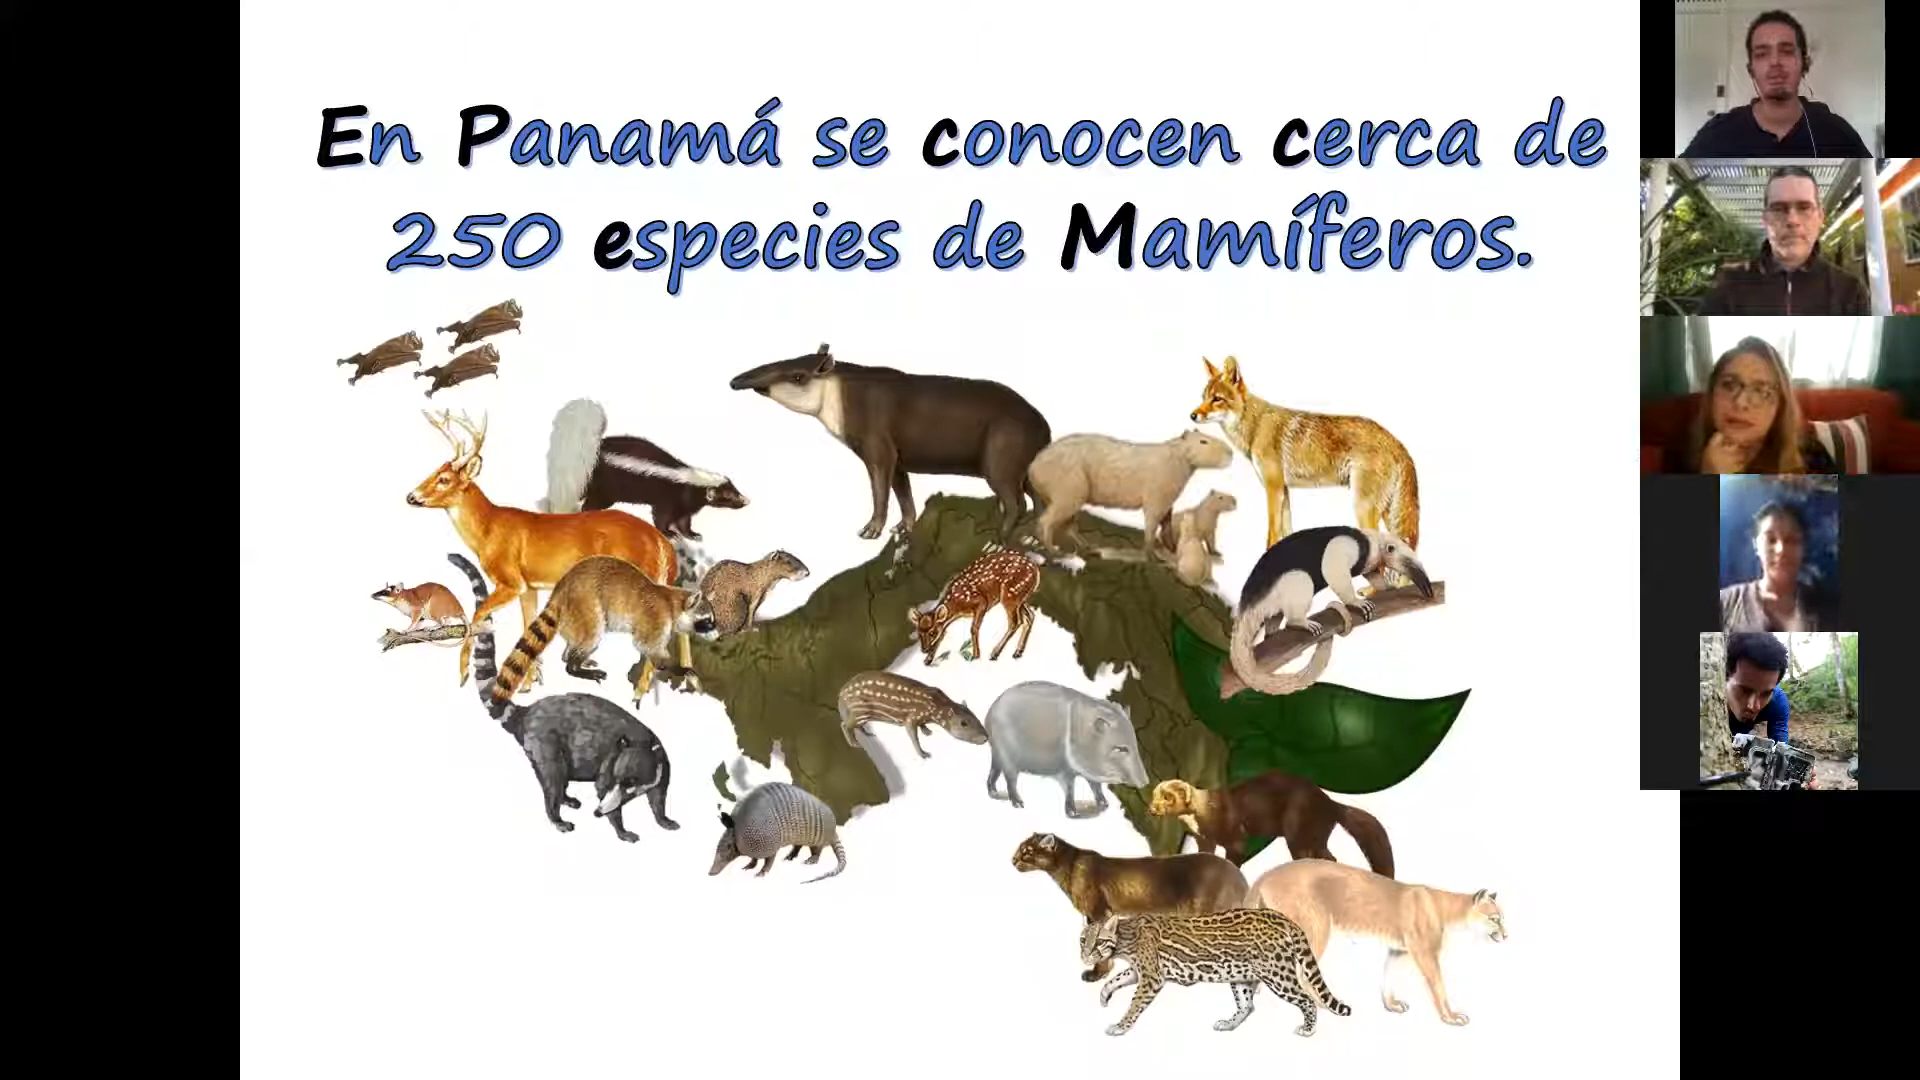 En Panamá se conocen cerca de
250 especies de Mamíferos.